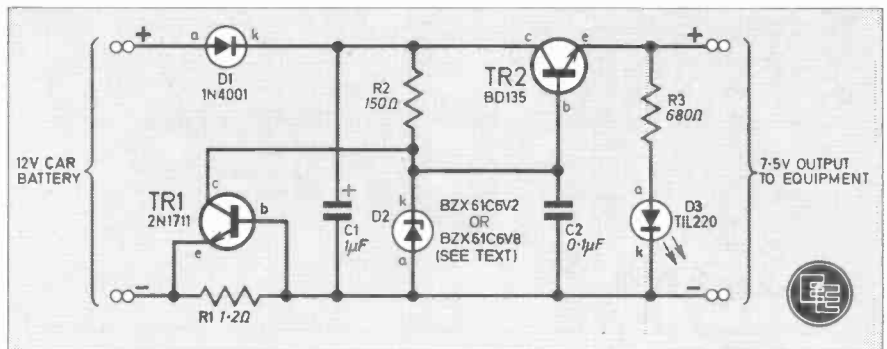 +
a
k
D1
1N4001
c
e
+
TR2
BD135
b
R2
150Ω
R3
680Ω
12V CAR
BATTERY
7·5V OUTPUT
TO EQUIPMENT
TR1
2N1711
c
b
e
+
C1
1µF
k
D2
a
BZX61C6V2
OR
BZX61C6V8
(SEE TEXT)
C2
0·1µF
a
D3
TIL220
k
−
R1 1·2Ω
−
EE